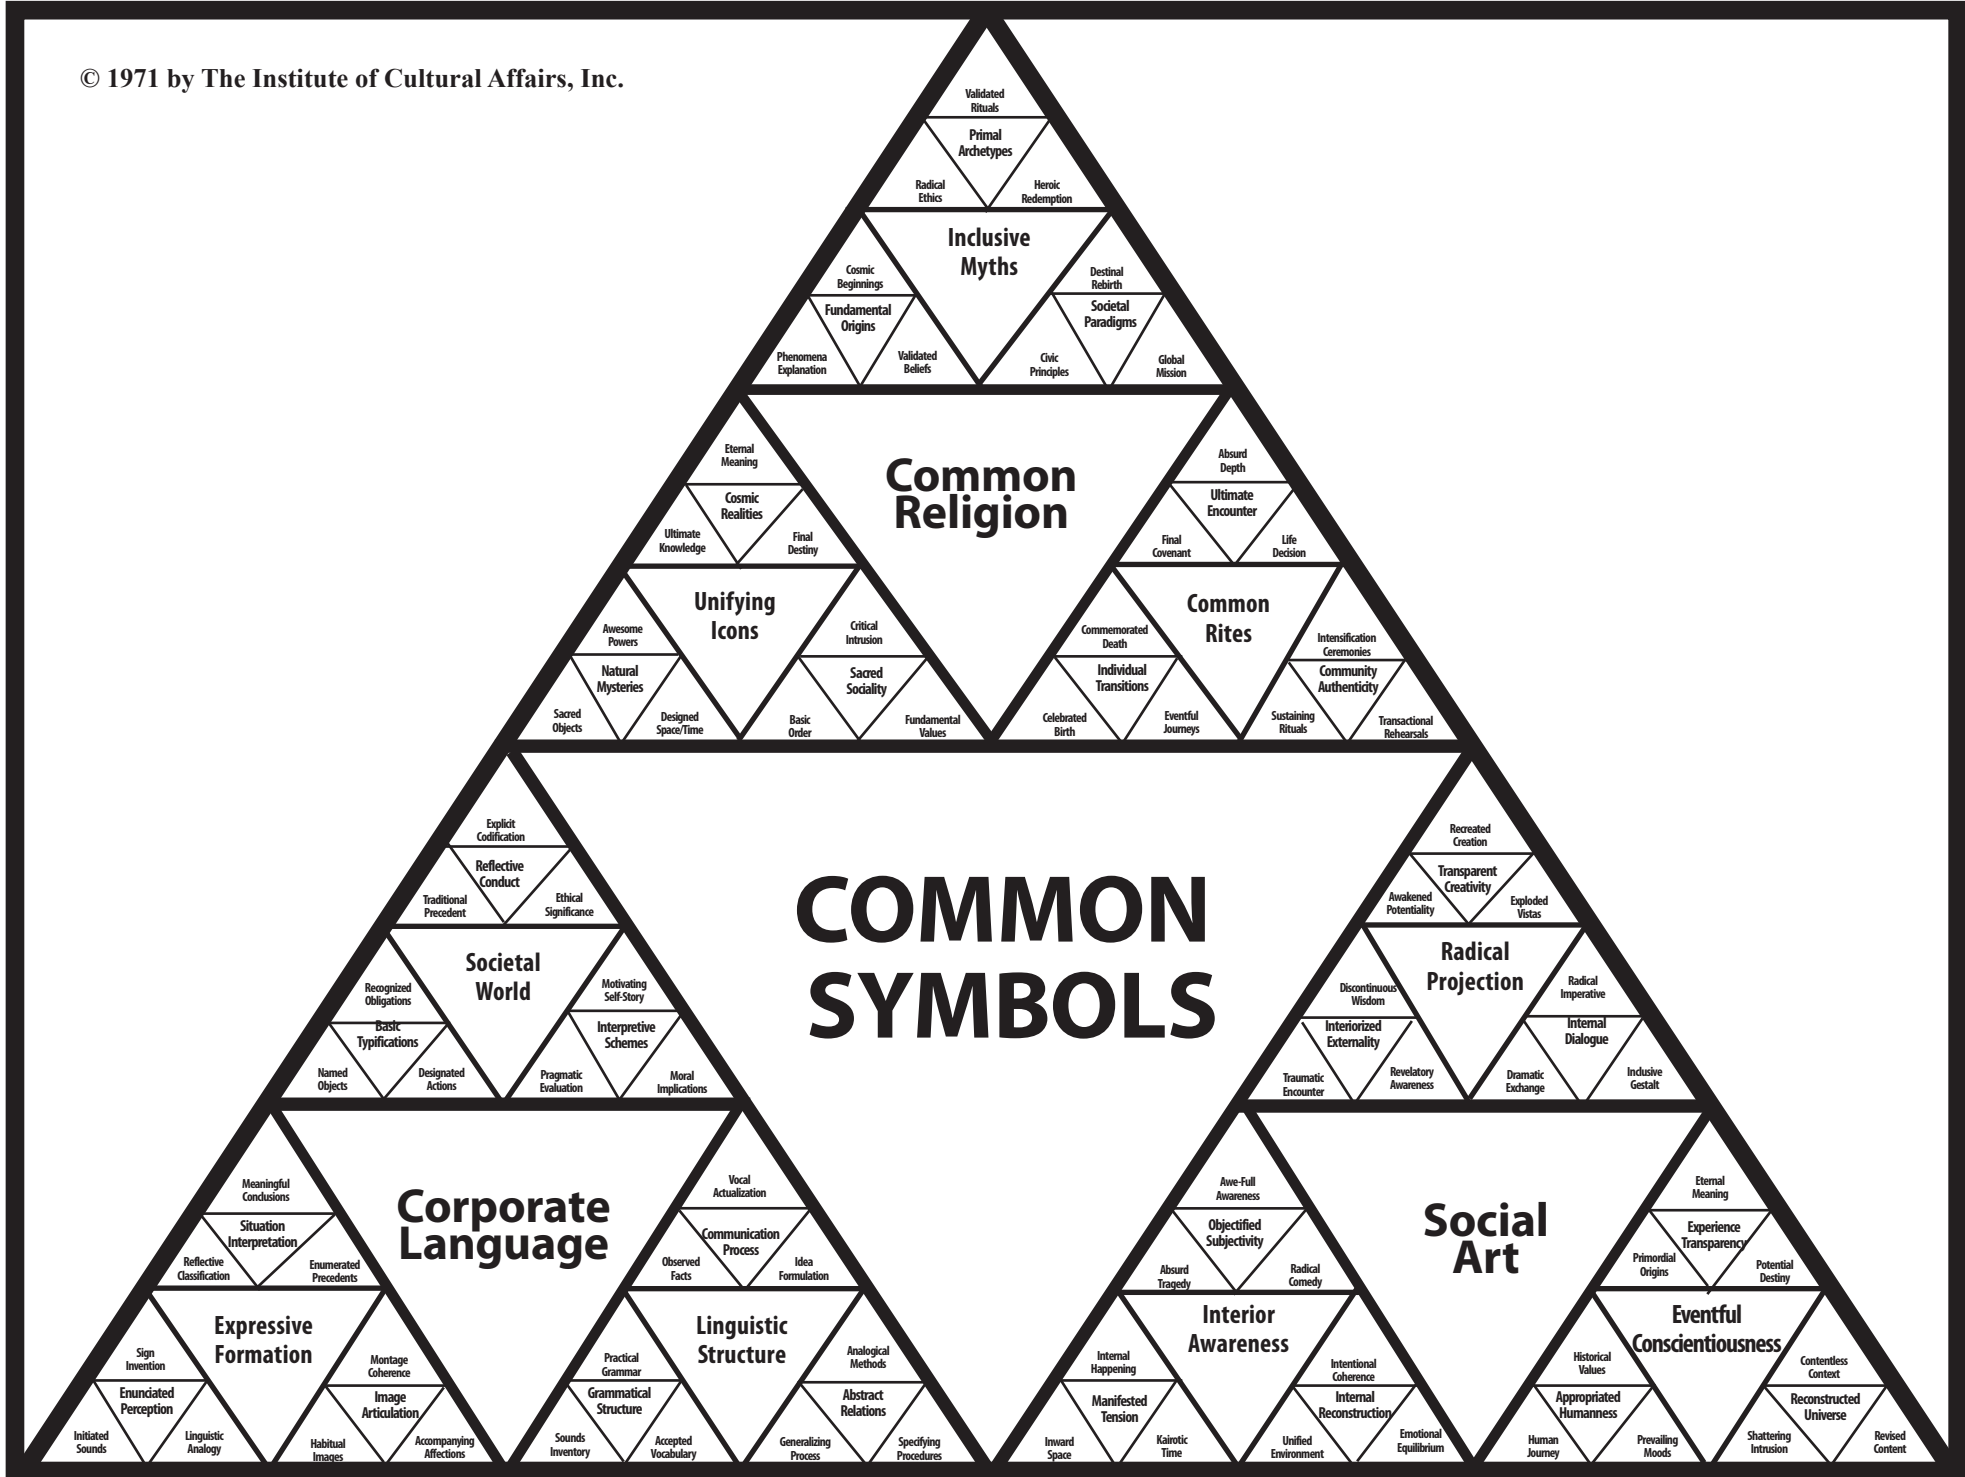 © 1971 by The Institute of Cultural Affairs, Inc.
Validated
Rituals
Primal
Archetypes
Radical
Ethics
Heroic
Redemption
Inclusive
Myths
Cosmic
Beginnings
Fundamental
Origins
Phenomena
Explanation
Validated
Beliefs
Destinal
Rebirth
Societal
Paradigms
Civic
Principles
Global
Mission
Common
Religion
Eternal
Meaning
Cosmic
Realities
Ultimate
Knowledge
Final
Destiny
Unifying
Icons
Awesome
Powers
Natural
Mysteries
Sacred
Objects
Designed
Space/Time
Critical
Intrusion
Sacred
Sociality
Basic
Order
Fundamental
Values
Absurd
Depth
Ultimate
Encounter
Final
Covenant
Life
Decision
Common
Rites
Commemorated
Death
Individual
Transitions
Celebrated
Birth
Eventful
Journeys
Intensification
Ceremonies
Community
Authenticity
Sustaining
Rituals
Transactional
Rehearsals
COMMON
SYMBOLS
Explicit
Codification
Reflective
Conduct
Traditional
Precedent
Ethical
Significance
Societal
World
Recognized
Obligations
Basic
Typifications
Named
Objects
Designated
Actions
Motivating
Self-Story
Interpretive
Schemes
Pragmatic
Evaluation
Moral
Implications
Corporate
Language
Meaningful
Conclusions
Situation
Interpretation
Reflective
Classification
Enumerated
Precedents
Expressive
Formation
Sign
Invention
Enunciated
Perception
Initiated
Sounds
Linguistic
Analogy
Montage
Coherence
Image
Articulation
Habitual
Images
Accompanying
Affections
Vocal
Actualization
Communication
Process
Observed
Facts
Idea
Formulation
Linguistic
Structure
Practical
Grammar
Grammatical
Structure
Sounds
Inventory
Accepted
Vocabulary
Analogical
Methods
Abstract
Relations
Generalizing
Process
Specifying
Procedures
Recreated
Creation
Transparent
Creativity
Awakened
Potentiality
Exploded
Vistas
Radical
Projection
Discontinuous
Wisdom
Interiorized
Externality
Traumatic
Encounter
Revelatory
Awareness
Radical
Imperative
Internal
Dialogue
Dramatic
Exchange
Inclusive
Gestalt
Social
Art
Awe-Full
Awareness
Objectified
Subjectivity
Absurd
Tragedy
Radical
Comedy
Interior
Awareness
Internal
Happening
Manifested
Tension
Inward
Space
Kairotic
Time
Intentional
Coherence
Internal
Reconstruction
Unified
Environment
Emotional
Equilibrium
Eternal
Meaning
Experience
Transparency
Primordial
Origins
Potential
Destiny
Eventful
Conscientiousness
Historical
Values
Appropriated
Humanness
Human
Journey
Prevailing
Moods
Contentless
Context
Reconstructed
Universe
Shattering
Intrusion
Revised
Content